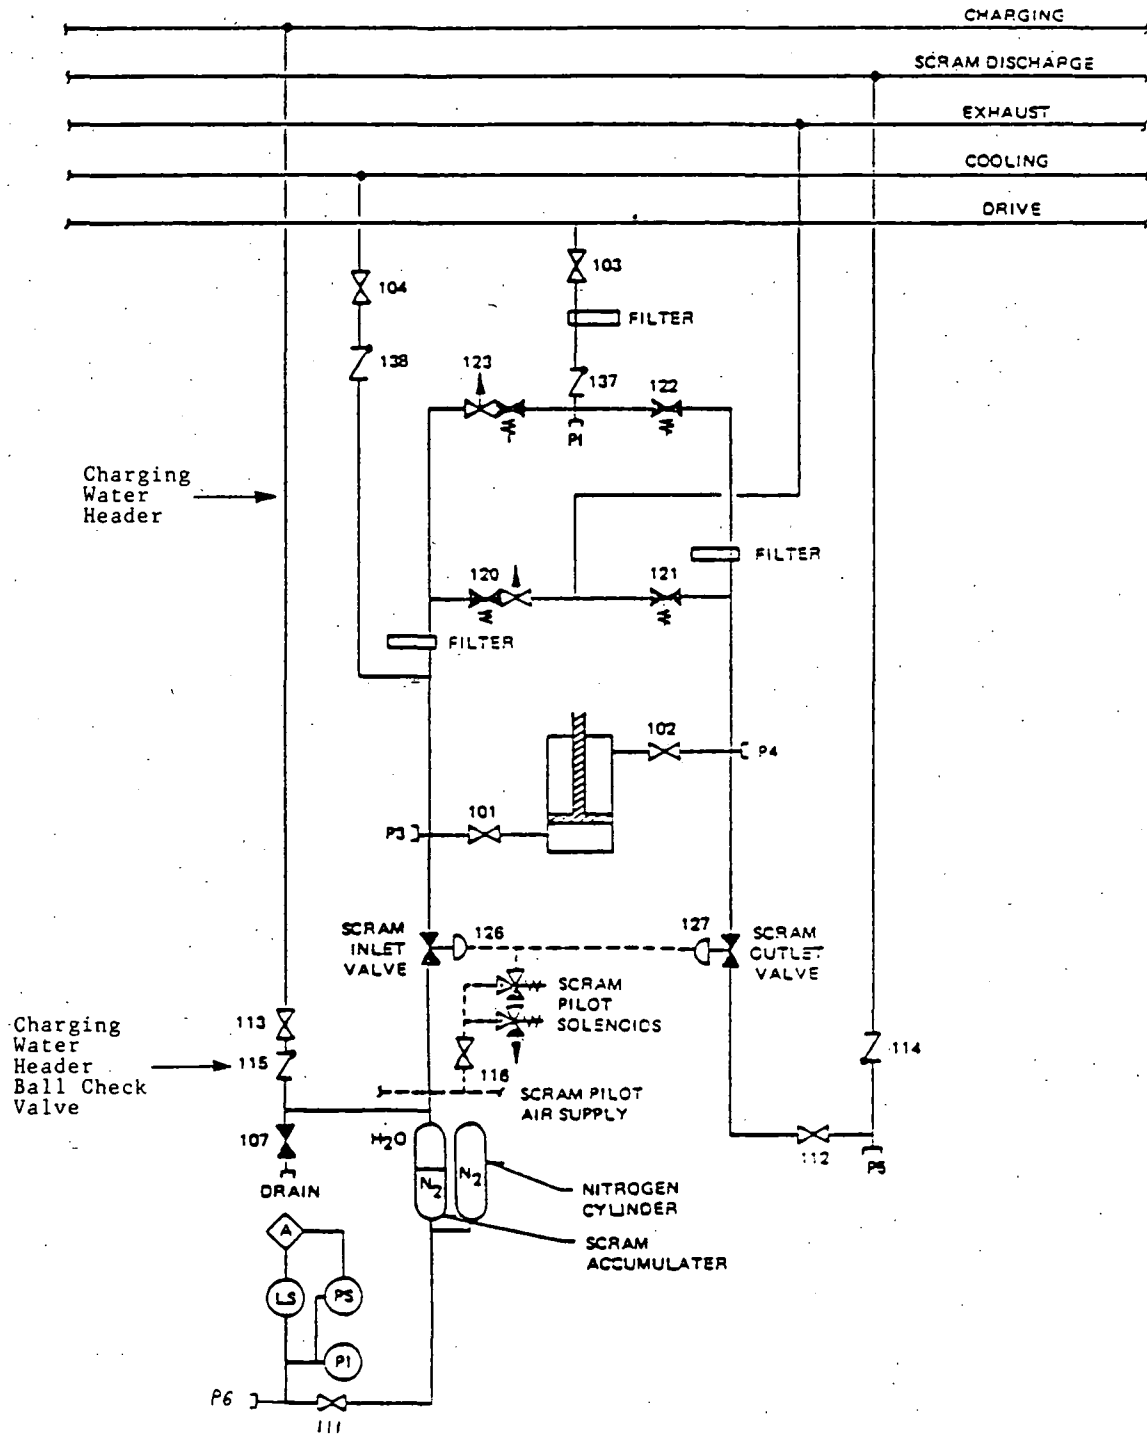 CHARGING
SCRAM DISCHARGE
EXHAUST
COOLING
DRIVE
103
104
FILTER
138
123
137
122
P1
Charging
Water
Header
FILTER
120
121
FILTER
102
P4
101
P3
SCRAM
INLET
VALVE
126
127
SCRAM
OUTLET
VALVE
SCRAM
PILOT
SOLENOIDS
113
Charging
Water
Header
Ball Check
Valve
115
114
116
SCRAM PILOT
AIR SUPPLY
107
H2O
N2
N2
112
P5
DRAIN
NITROGEN
CYLINDER
A
SCRAM
ACCUMULATER
LS
PS
PI
P6
111